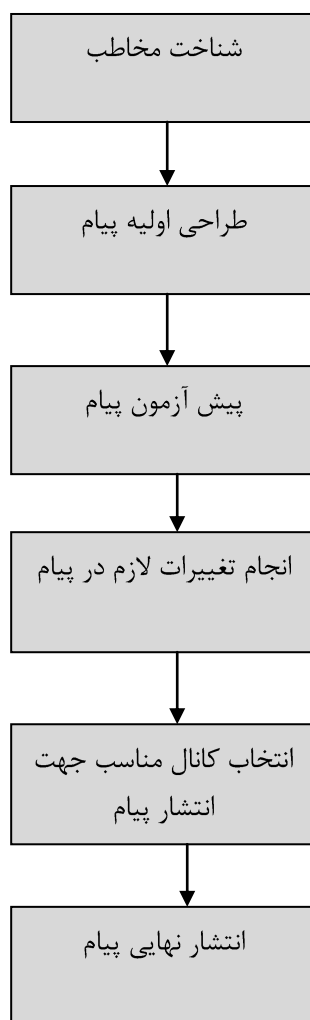 شناخت مخاطب
طراحی اولیه پیام
پیش آزمون پیام
انجام تغییرات لازم در پیام
انتخاب کانال مناسب جهت
انتشار پیام
انتشار نهایی پیام